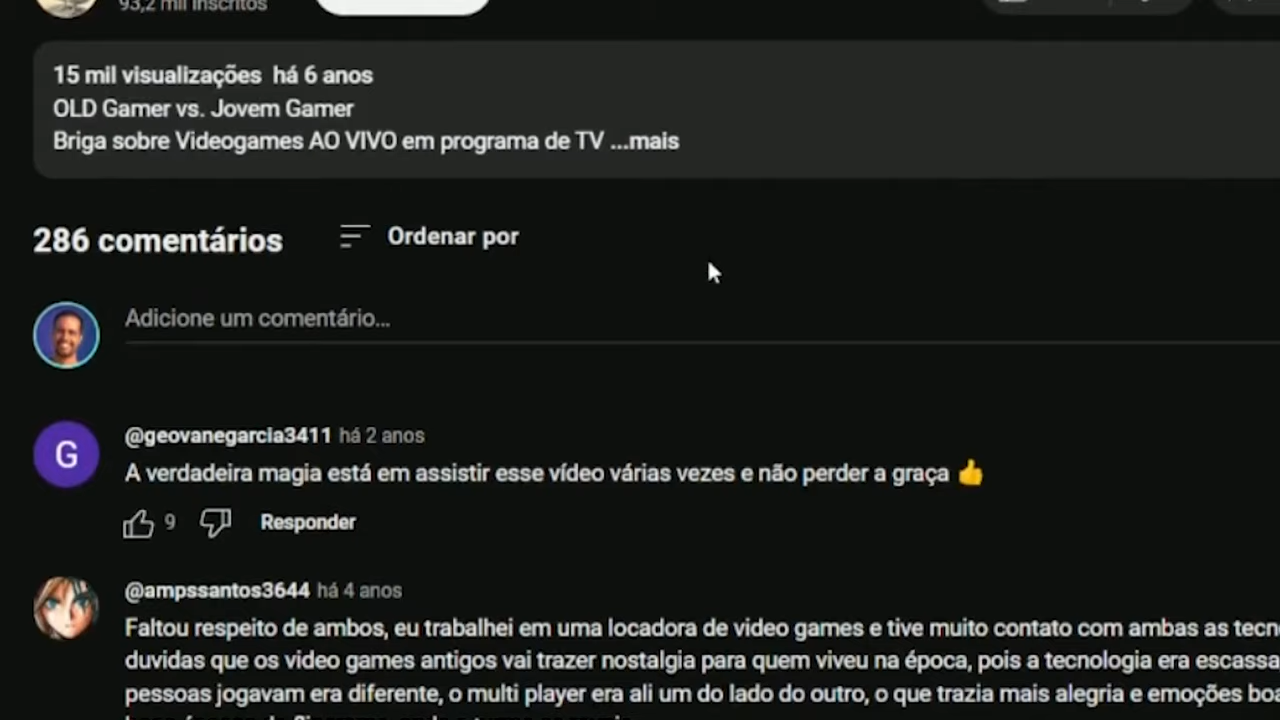 93,2 mil inscritos
15 mil visualizações há 6 anos
OLD Gamer vs. Jovem Gamer
Briga sobre Videogames AO VIVO em programa de TV ...mais
286 comentários
Ordenar por
Adicione um comentário...
G
@geovanegarcia3411 há 2 anos
A verdadeira magia está em assistir esse vídeo várias vezes e não perder a graça 👍
9
Responder
@ampssantos3644 há 4 anos
Faltou respeito de ambos, eu trabalhei em uma locadora de video games e tive muito contato com ambas as tecn
duvidas que os video games antigos vai trazer nostalgia para quem viveu na época, pois a tecnologia era escassa
pessoas jogavam era diferente, o multi player era ali um do lado do outro, o que trazia mais alegria e emoções boa